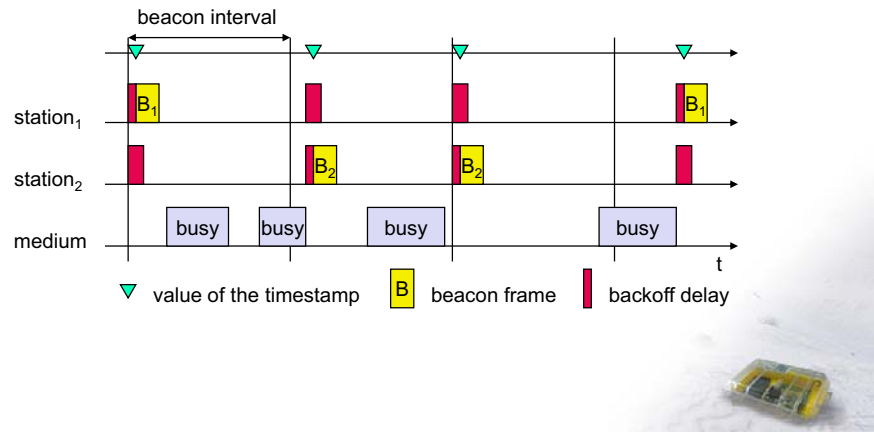 beacon interval
station₁ B₁ B₁
station₂ B₂ B₂
medium busy busy busy busy
t
value of the timestamp B beacon frame backoff delay